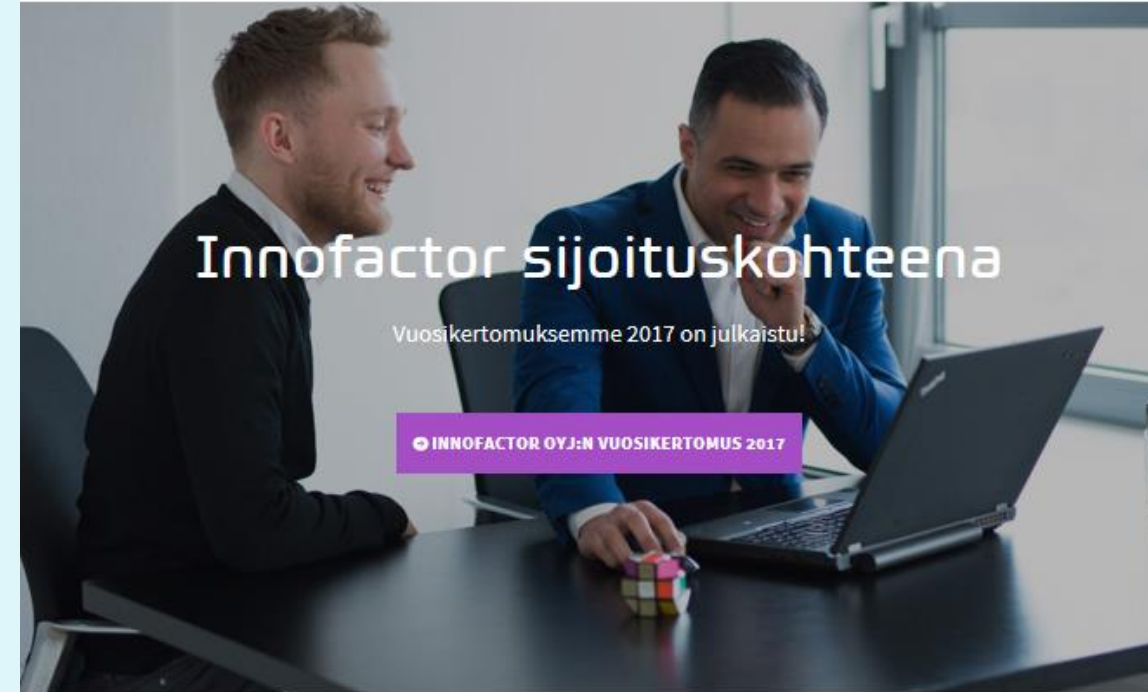 Innofactor sijoituskohteena
Vuosikertomuksemme 2017 on julkaistu!
INNOFACTOR OYJ:N VUOSIKERTOMUS 2017